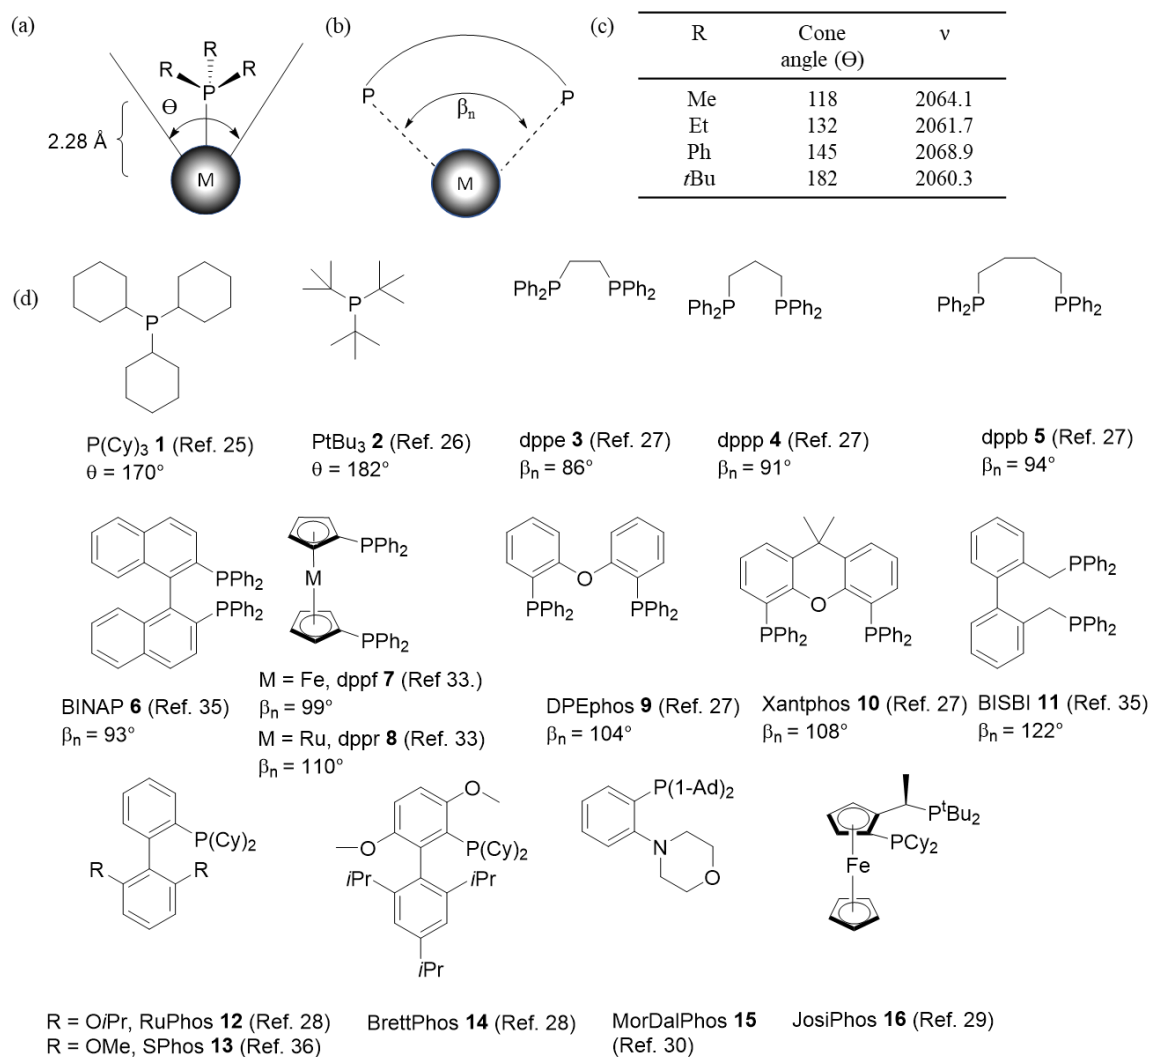 (a)
(b)
(c)
R
R
R
P
ϴ
2.28 Å
M
P
P
βn
M
R Cone angle (ϴ) ν
Me 118 2064.1
Et 132 2061.7
Ph 145 2068.9
tBu 182 2060.3
(d)
P
P
Ph2P PPh2
Ph2P PPh2
Ph2P PPh2
P(Cy)3 1 (Ref. 25)
θ = 170°
PtBu3 2 (Ref. 26)
θ = 182°
dppe 3 (Ref. 27)
βn = 86°
dppp 4 (Ref. 27)
βn = 91°
dppb 5 (Ref. 27)
βn = 94°
PPh2
PPh2
PPh2
M
PPh2
O
PPh2 PPh2
O
PPh2 PPh2
PPh2
PPh2
BINAP 6 (Ref. 35)
βn = 93°
M = Fe, dppf 7 (Ref 33.)
βn = 99°
M = Ru, dppr 8 (Ref. 33)
βn = 110°
DPEphos 9 (Ref. 27)
βn = 104°
Xantphos 10 (Ref. 27)
βn = 108°
BISBI 11 (Ref. 35)
βn = 122°
P(Cy)2
R R
O
O
P(Cy)2
iPr iPr
iPr
P(1-Ad)2
N
O
PtBu2
PCy2
Fe
R = OiPr, RuPhos 12 (Ref. 28)
R = OMe, SPhos 13 (Ref. 36)
BrettPhos 14 (Ref. 28)
MorDalPhos 15
(Ref. 30)
JosiPhos 16 (Ref. 29)